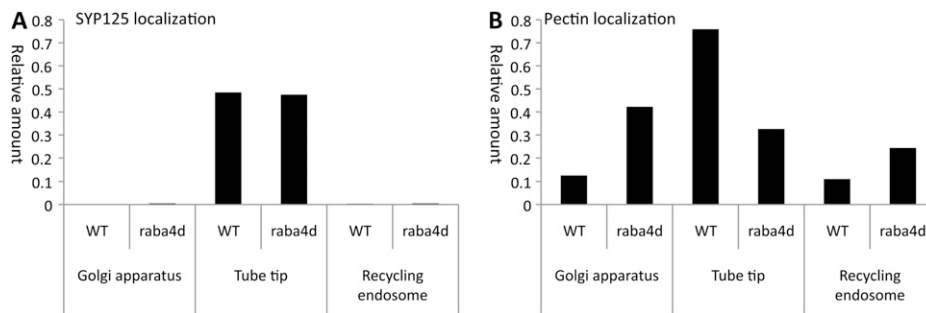 A SYP125 localization
Relative amount
0.8
0.7
0.6
0.5
0.4
0.3
0.2
0.1
0
WT raba4d WT raba4d WT raba4d
Golgi apparatus Tube tip Recycling
endosome
B Pectin localization
Relative amount
0.8
0.7
0.6
0.5
0.4
0.3
0.2
0.1
0
WT raba4d WT raba4d WT raba4d
Golgi apparatus Tube tip Recycling
endosome